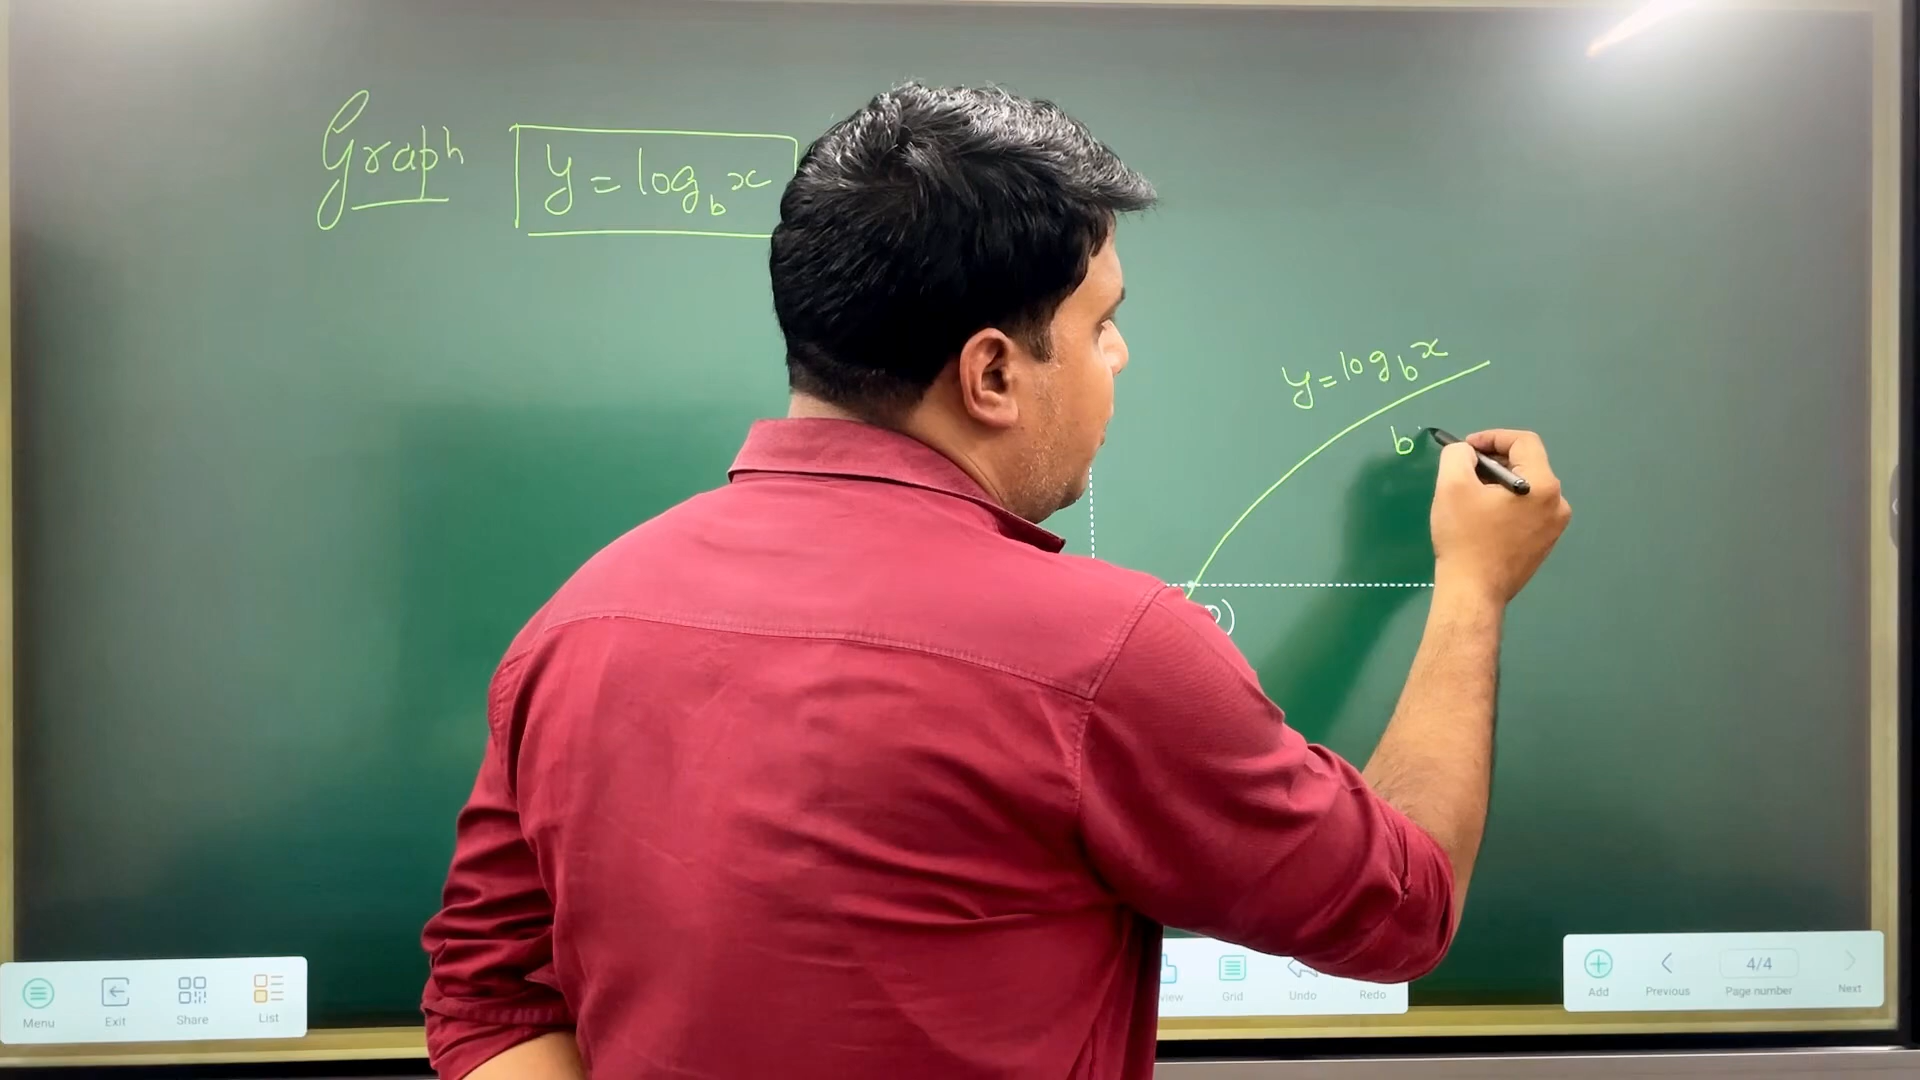 Graph y = log_b x
y = log_b x
b
)
Menu Exit Share List Grid Undo Redo Add Previous 4/4 Page number Next